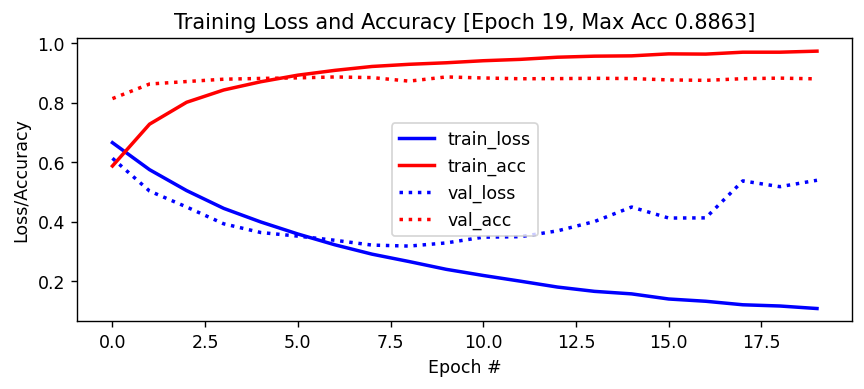 Training Loss and Accuracy [Epoch 19, Max Acc 0.8863]
1.0
0.8
0.6
0.4
0.2
Loss/Accuracy
train_loss
train_acc
val_loss
val_acc
0.0 2.5 5.0 7.5 10.0 12.5 15.0 17.5
Epoch #